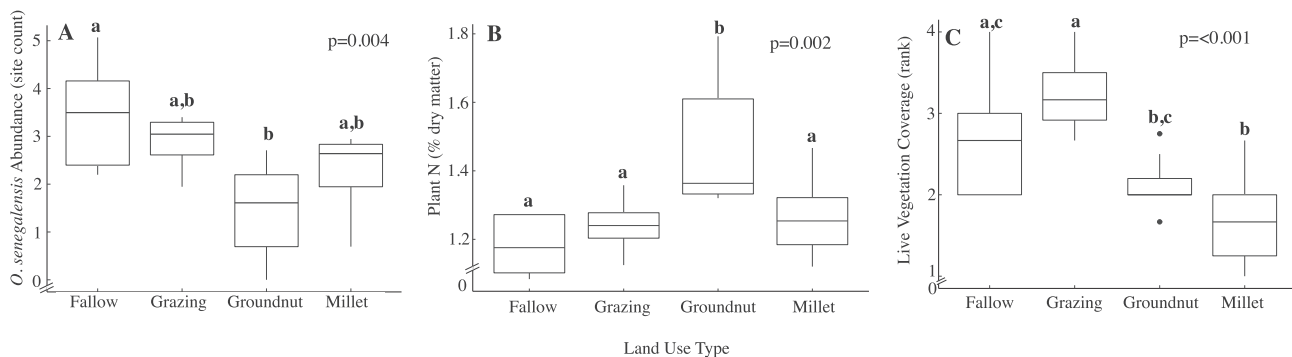 A
p=0.004
a
a,b
b
a,b
O. senegalensis Abundance (site count)
5
4
3
2
1
0
Fallow Grazing Groundnut Millet
B
p=0.002
a
a
b
a
Plant N (% dry matter)
1.8
1.6
1.4
1.2
0
Fallow Grazing Groundnut Millet
C
p=<0.001
a,c
a
b,c
b
Live Vegetation Coverage (rank)
4
3
2
1
0
Fallow Grazing Groundnut Millet
Land Use Type